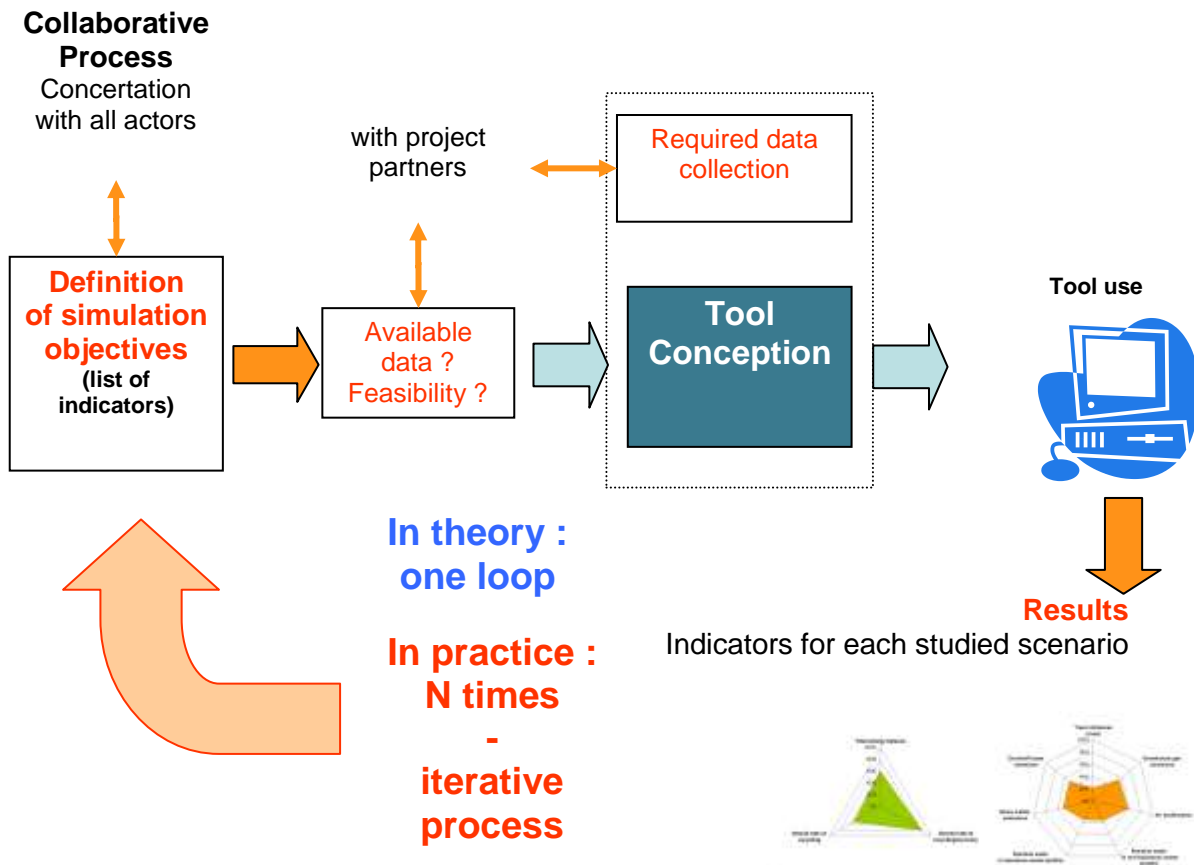 Collaborative
Process
Concertation
with all actors
with project
partners
Required data
collection
Definition
of simulation
objectives
(list of
indicators)
Available
data ?
Feasibility ?
Tool
Conception
Tool use
In theory :
one loop
In practice :
N times
-
iterative
process
Results
Indicators for each studied scenario